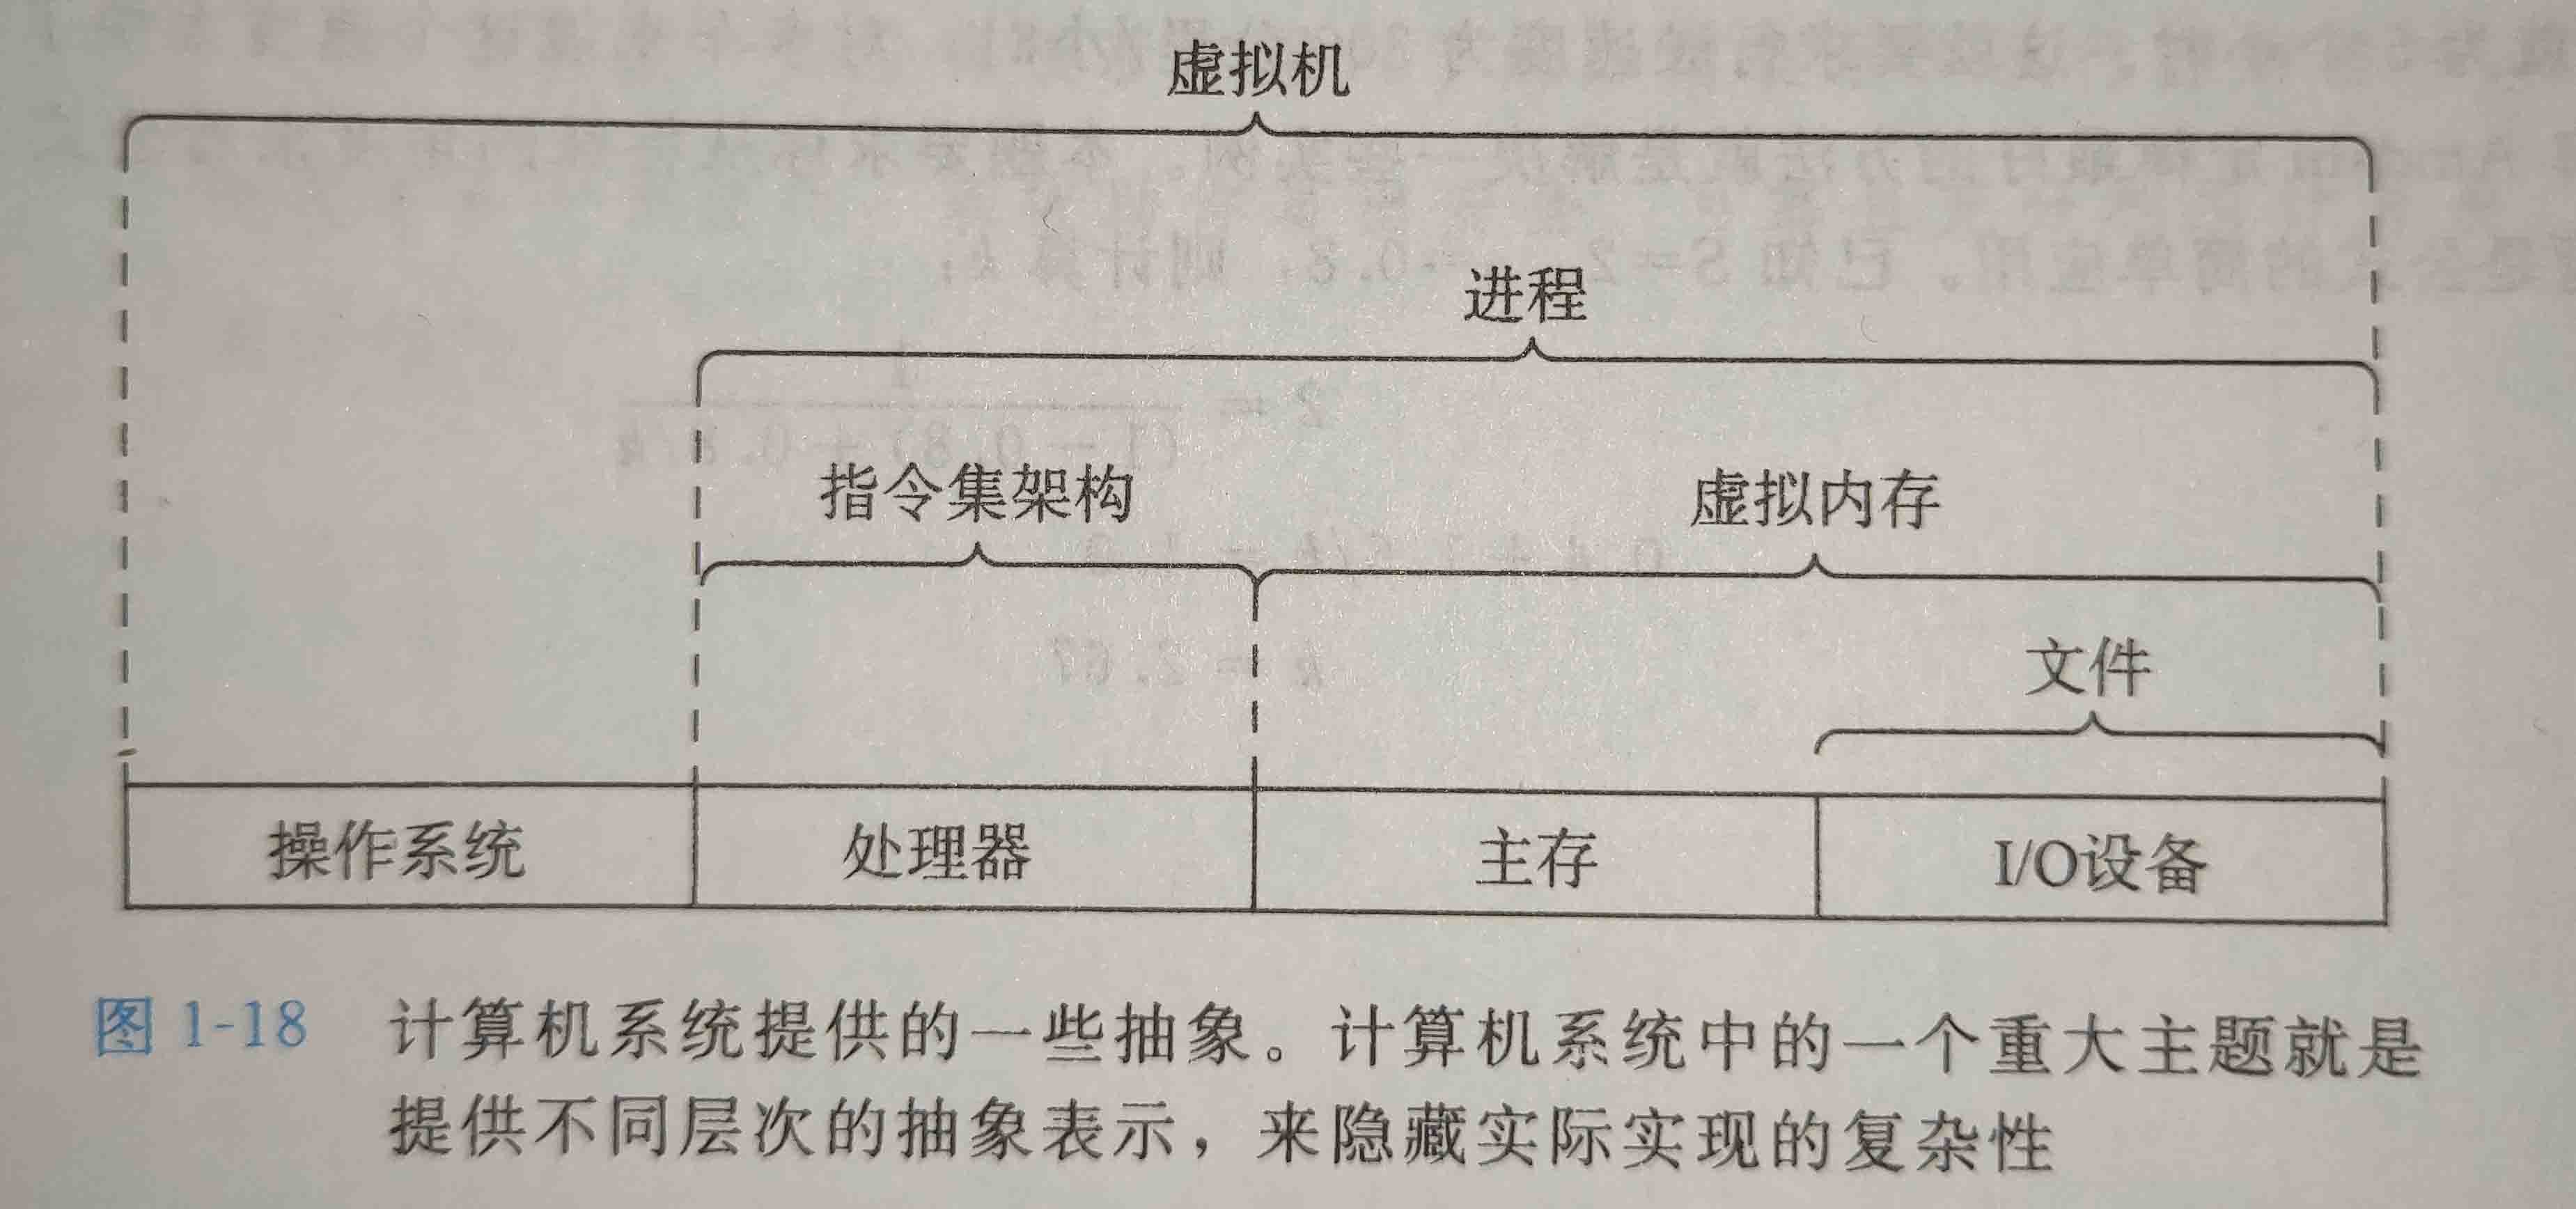 虚拟机
进程
指令集架构
虚拟内存
文件
操作系统
处理器
主存
I/O设备
图 1-18 计算机系统提供的一些抽象。计算机系统中的一个重大主题就是
提供不同层次的抽象表示，来隐藏实际实现的复杂性